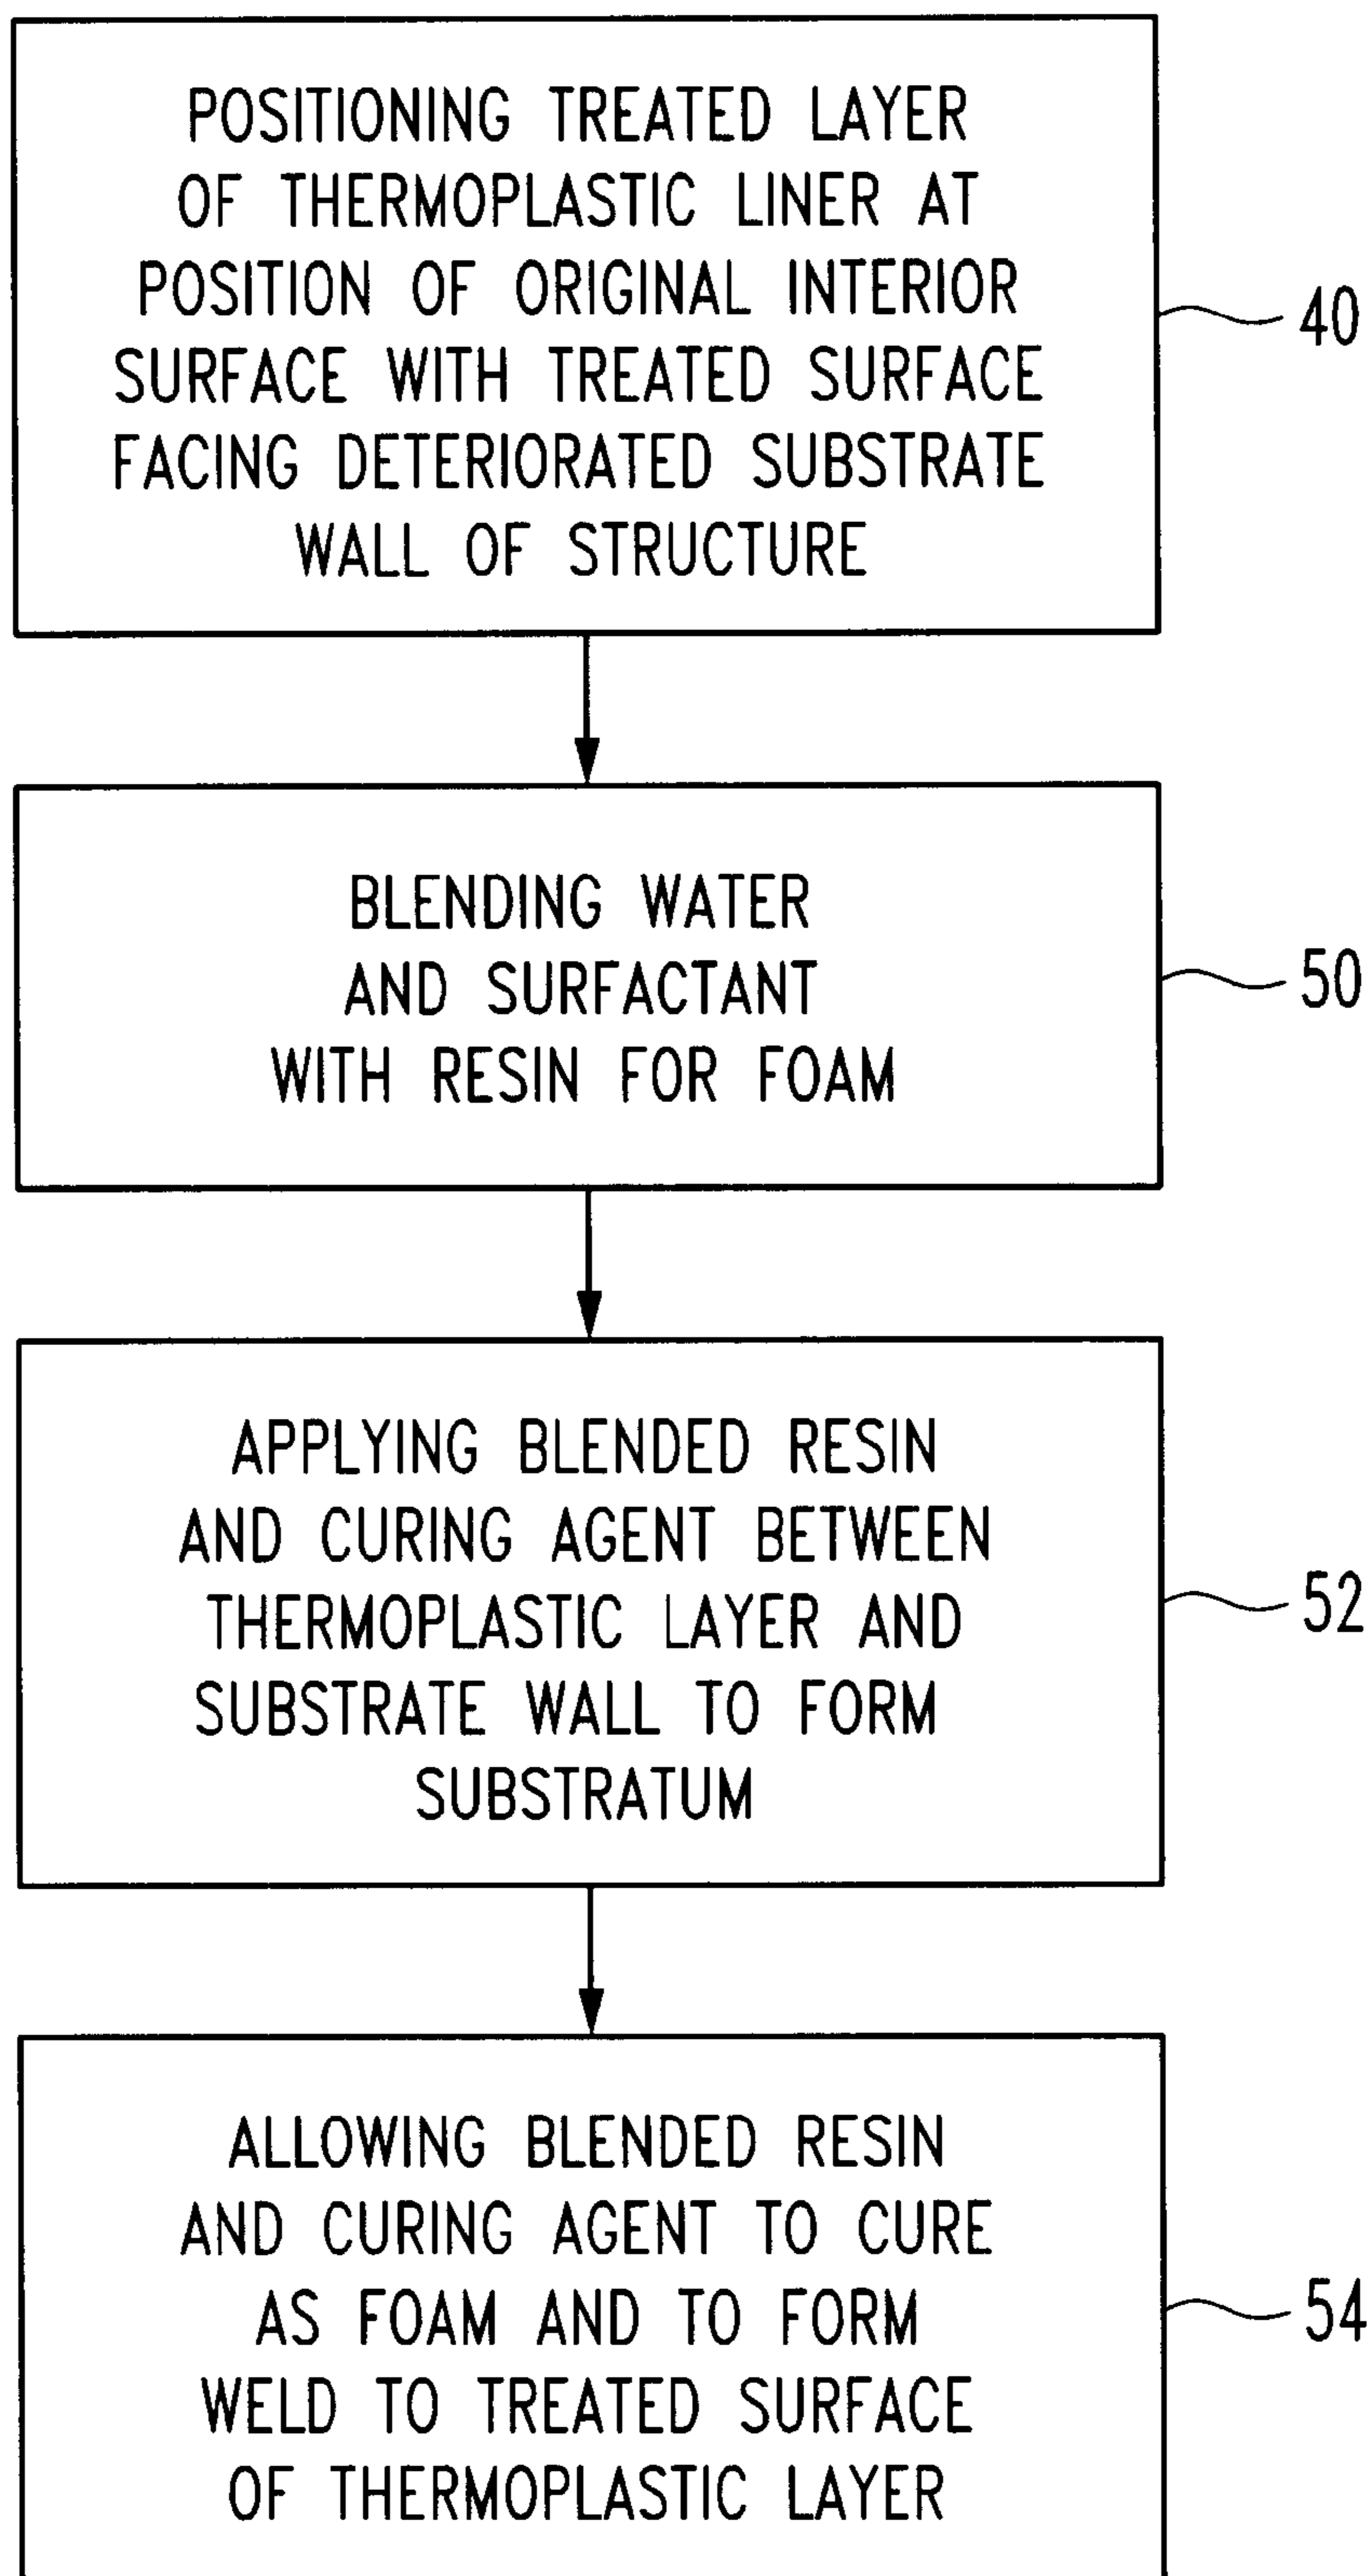 POSITIONING TREATED LAYER
OF THERMOPLASTIC LINER AT
POSITION OF ORIGINAL INTERIOR
SURFACE WITH TREATED SURFACE
FACING DETERIORATED SUBSTRATE
WALL OF STRUCTURE
40
BLENDING WATER
AND SURFACTANT
WITH RESIN FOR FOAM
50
APPLYING BLENDED RESIN
AND CURING AGENT BETWEEN
THERMOPLASTIC LAYER AND
SUBSTRATE WALL TO FORM
SUBSTRATUM
52
ALLOWING BLENDED RESIN
AND CURING AGENT TO CURE
AS FOAM AND TO FORM
WELD TO TREATED SURFACE
OF THERMOPLASTIC LAYER
54